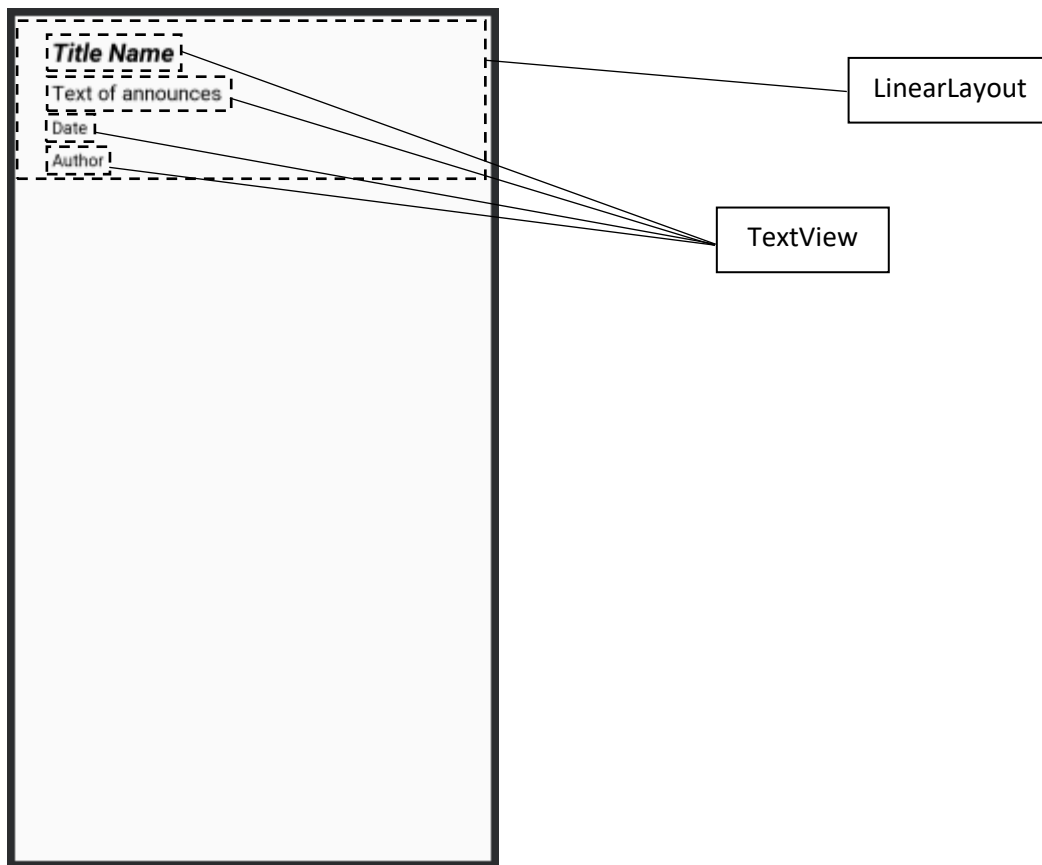 Title Name
Text of announces
Date
Author
LinearLayout
TextView